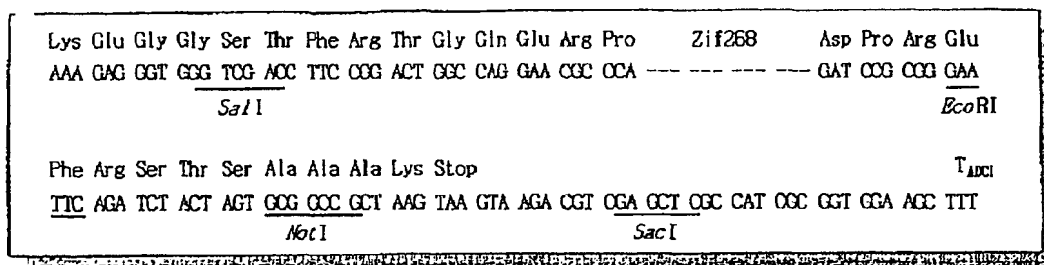 Lys Glu Gly Gly Ser Thr Phe Arg Thr Gly Gln Glu Arg Pro Zif268 Asp Pro Arg Glu
AAA GAG GGT GGG TCG ACC TTC CGG ACT GGC CAG GAA CGC CCA --- --- --- --- GAT CCG CGG GAA
SalI EcoRI
Phe Arg Ser Thr Ser Ala Ala Ala Lys Stop T_ADCI
TTC AGA TCT ACT AGT GCG GCC GCT AAG TAA GTA AGA CGT CGA GCT CGC CAT CGC GGT GGA AGC TTT
NotI SacI